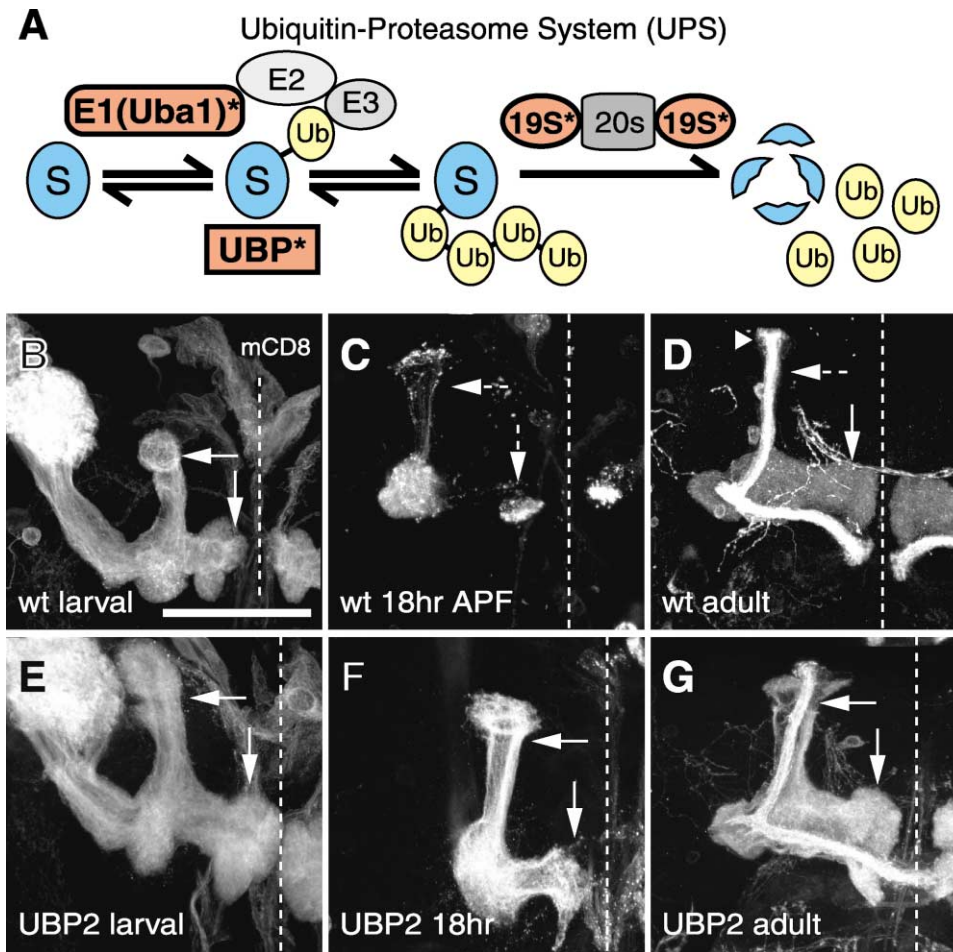 A
Ubiquitin-Proteasome System (UPS)
E1(Uba1)*
E2
E3
Ub
19S*
20s
19S*
S
S
S
UBP*
Ub
Ub
Ub
Ub
Ub
Ub
Ub
Ub
B
mCD8
wt larval
C
wt 18hr APF
D
wt adult
E
UBP2 larval
F
UBP2 18hr
G
UBP2 adult